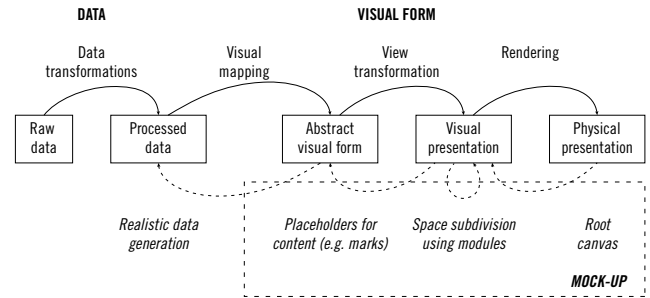 DATA
VISUAL FORM
Data
transformations
Visual
mapping
View
transformation
Rendering
Raw
data
Processed
data
Abstract
visual form
Visual
presentation
Physical
presentation
Realistic data
generation
Placeholders for
content (e.g. marks)
Space subdivision
using modules
Root
canvas
MOCK-UP